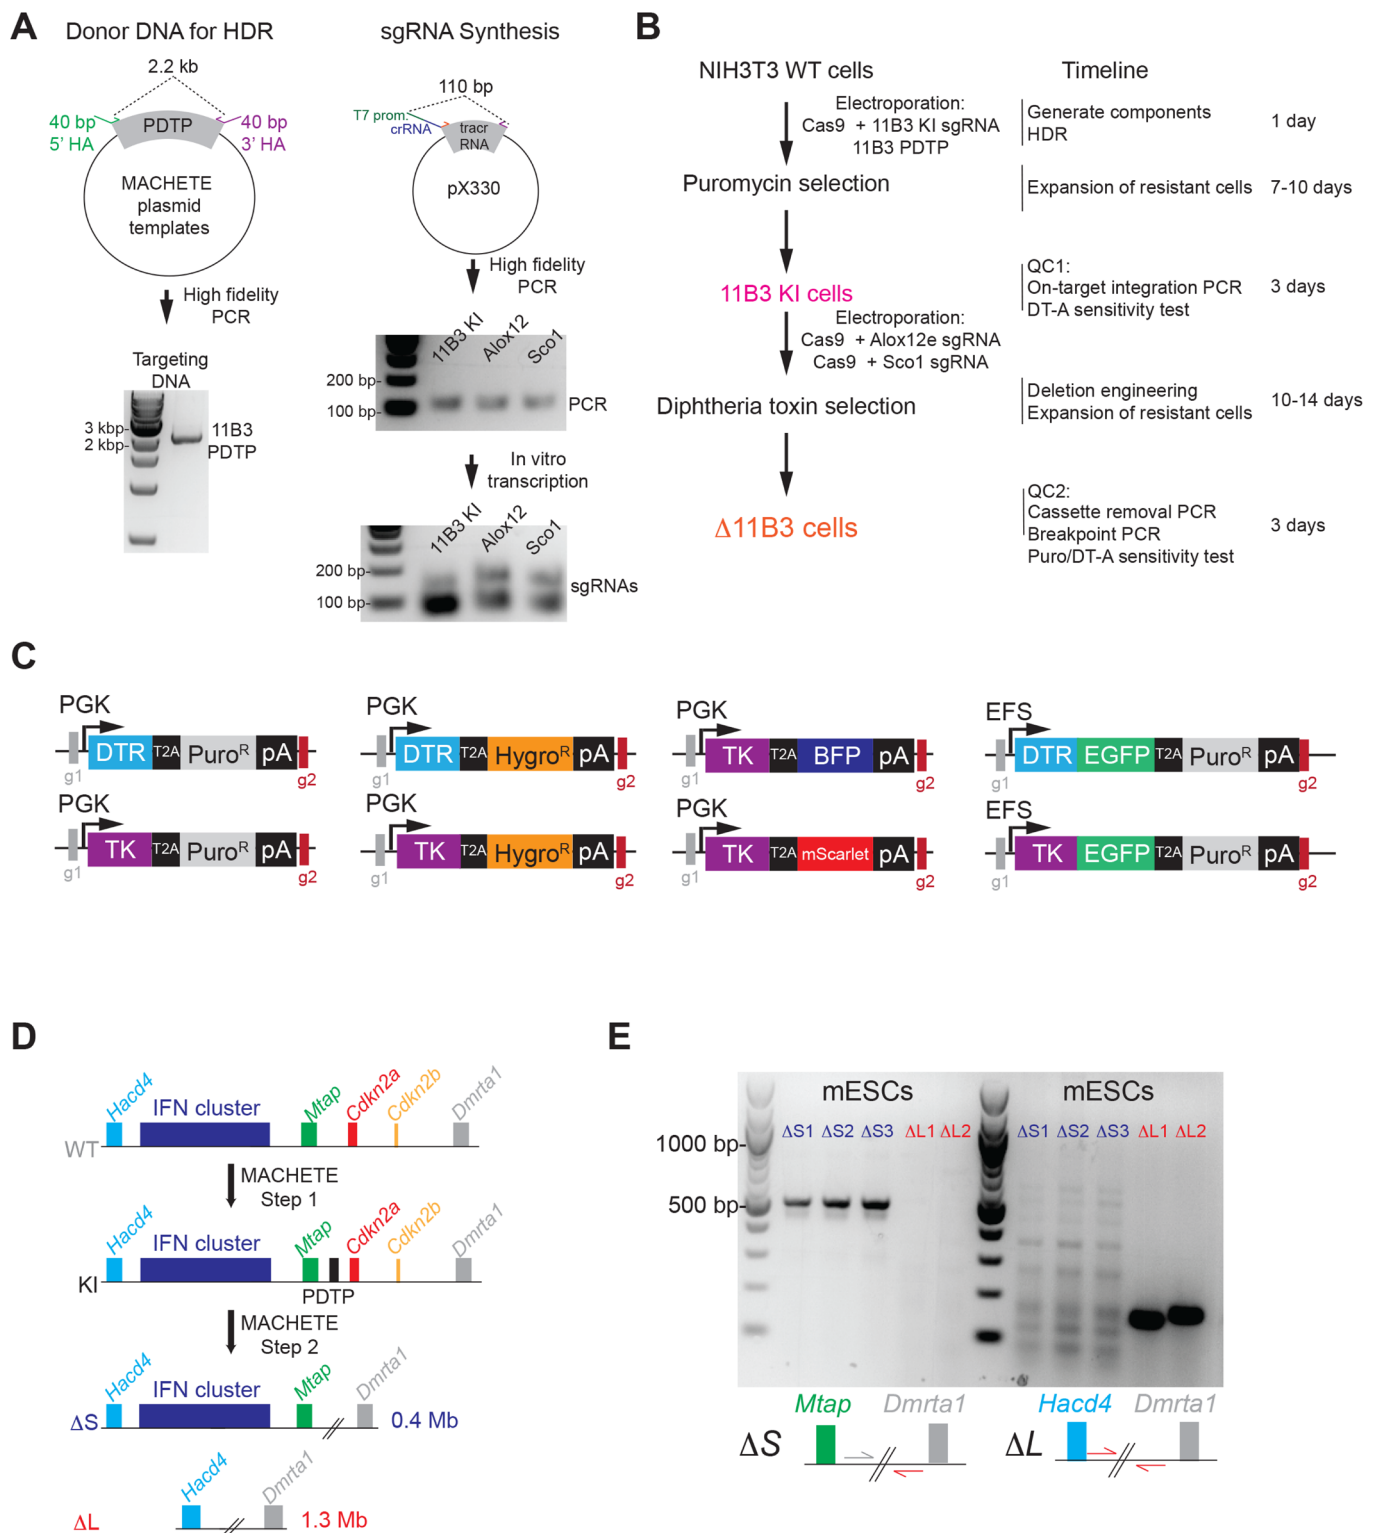 A
Donor DNA for HDR
2.2 kb
40 bp
5’ HA
PDTP
40 bp
3’ HA
MACHETE
plasmid
templates
High fidelity
PCR
Targeting
DNA
3 kbp-
2 kbp-
11B3
PDTP
sgRNA Synthesis
110 bp
T7 prom.
crRNA
tracr
RNA
pX330
High fidelity
PCR
11B3 KI
Alox12
Sco1
200 bp-
100 bp-
PCR
In vitro
transcription
11B3 KI
Alox12
Sco1
200 bp-
100 bp-
sgRNAs
B
NIH3T3 WT cells
Electroporation:
Cas9 + 11B3 KI sgRNA
11B3 PDTP
Puromycin selection
11B3 KI cells
Electroporation:
Cas9 + Alox12e sgRNA
Cas9 + Sco1 sgRNA
Diphtheria toxin selection
Δ11B3 cells
Timeline
Generate components
HDR
1 day
Expansion of resistant cells
7-10 days
QC1:
On-target integration PCR
DT-A sensitivity test
3 days
Deletion engineering
Expansion of resistant cells
10-14 days
QC2:
Cassette removal PCR
Breakpoint PCR
Puro/DT-A sensitivity test
3 days
C
PGK
g1 DTR T2A Puroᴿ pA g2
PGK
g1 DTR T2A Hygroᴿ pA g2
PGK
g1 TK T2A BFP pA g2
EFS
g1 DTR EGFP T2A Puroᴿ pA g2
PGK
g1 TK T2A Puroᴿ pA g2
PGK
g1 TK T2A Hygroᴿ pA g2
PGK
g1 TK T2A mScarlet pA g2
EFS
g1 TK EGFP T2A Puroᴿ pA g2
D
Hacd4 IFN cluster Mtap Cdkn2a Cdkn2b Dmrta1
WT
MACHETE
Step 1
Hacd4 IFN cluster Mtap Cdkn2a Cdkn2b Dmrta1
KI
PDTP
MACHETE
Step 2
Hacd4 IFN cluster Mtap Dmrta1
ΔS 0.4 Mb
Hacd4 Dmrta1
ΔL 1.3 Mb
E
mESCs mESCs
ΔS1 ΔS2 ΔS3 ΔL1 ΔL2 ΔS1 ΔS2 ΔS3 ΔL1 ΔL2
1000 bp-
500 bp-
Mtap Dmrta1
ΔS
Hacd4 Dmrta1
ΔL